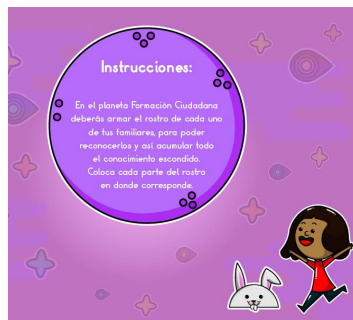 Instrucciones:
En el planeta Formación Ciudadana
deberás armar el rostro de cada uno
de tus familiares, para poder
reconocerlos y así acumular todo
el conocimiento escondido.
Coloca cada parte del rostro
en donde corresponde.